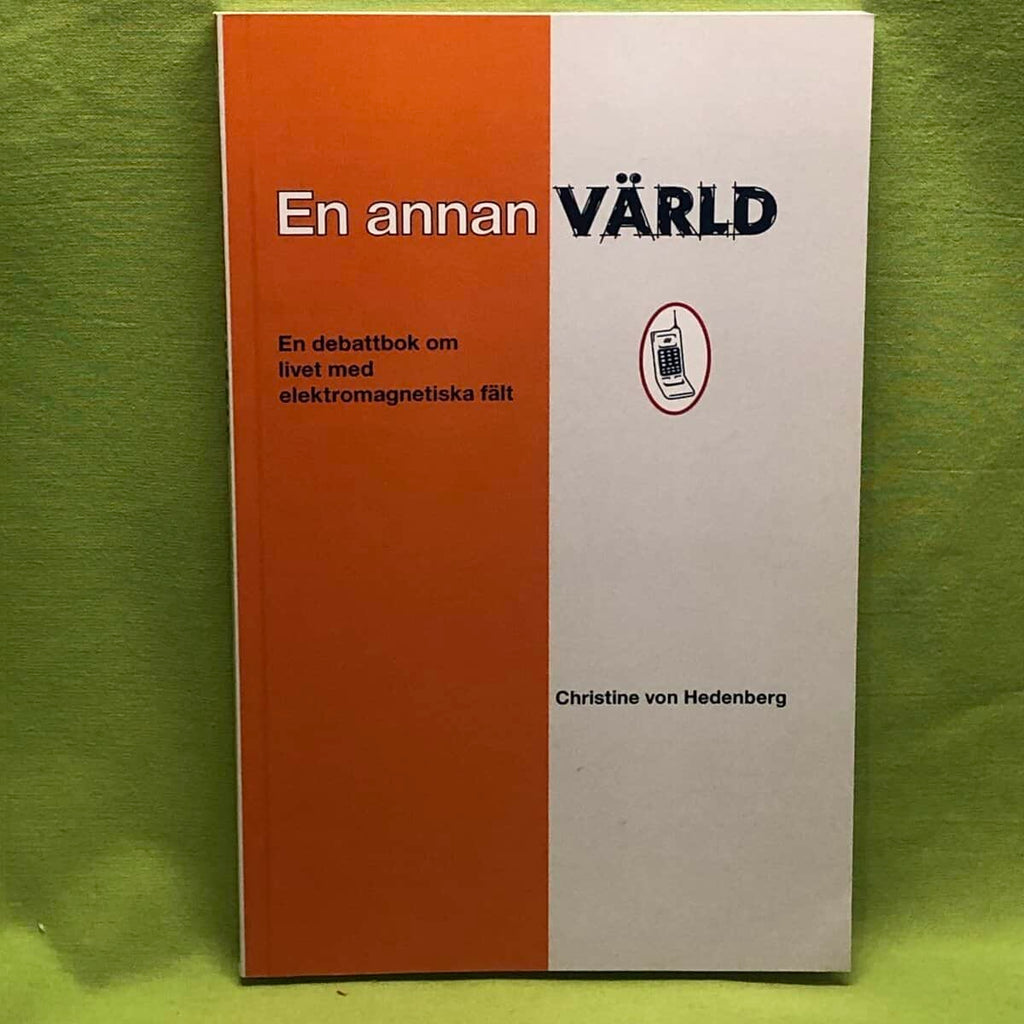 En annan VÄRLD
En debattbok om
livet med
elektromagnetiska fält
Christine von Hedenberg